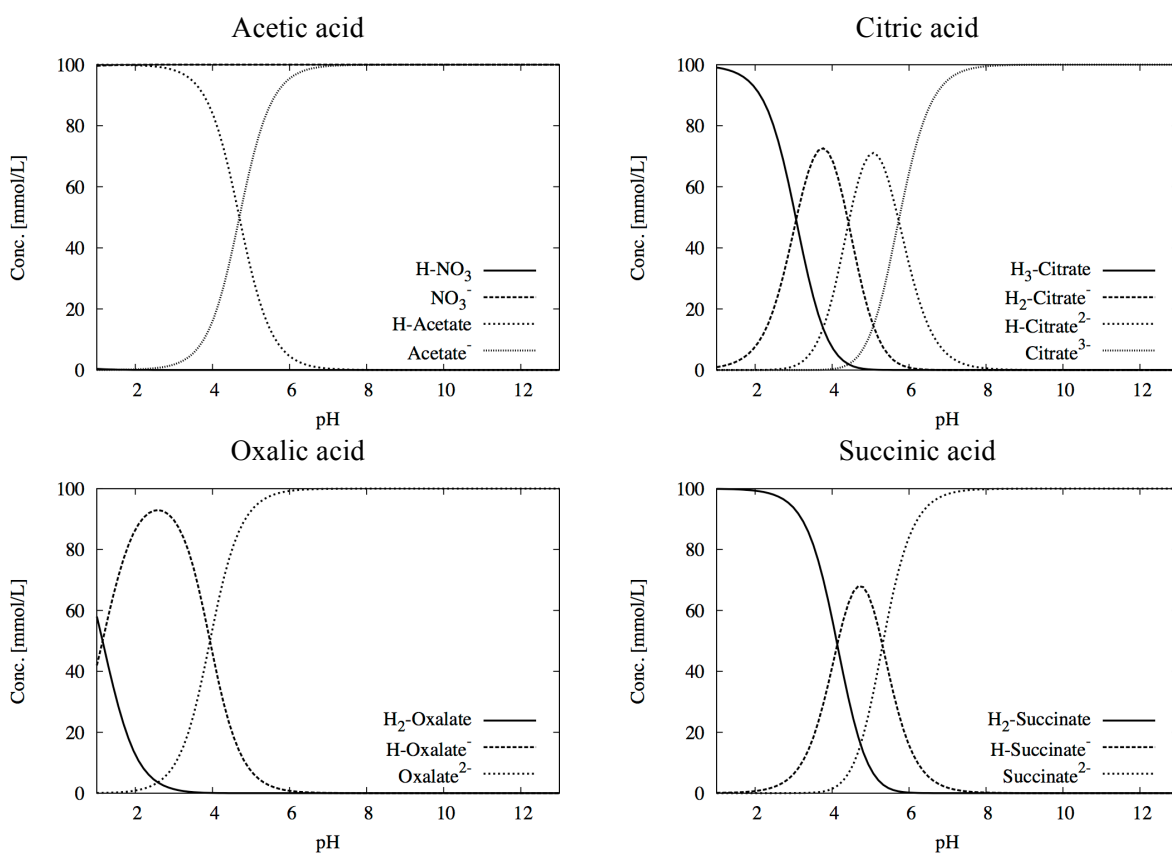 Acetic acid
100
80
60
40
20
0
Conc. [mmol/L]
H-NO₃
NO₃⁻
H-Acetate
Acetate⁻
2 4 6 8 10 12
pH
Citric acid
100
80
60
40
20
0
Conc. [mmol/L]
H₃-Citrate
H₂-Citrate⁻
H-Citrate²⁻
Citrate³⁻
2 4 6 8 10 12
pH
Oxalic acid
100
80
60
40
20
0
Conc. [mmol/L]
H₂-Oxalate
H-Oxalate⁻
Oxalate²⁻
2 4 6 8 10 12
pH
Succinic acid
100
80
60
40
20
0
Conc. [mmol/L]
H₂-Succinate
H-Succinate⁻
Succinate²⁻
2 4 6 8 10 12
pH